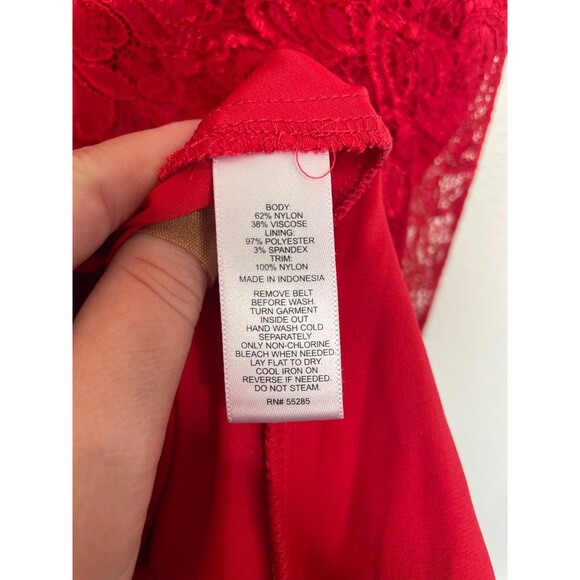 BODY:
62% NYLON
38% VISCOSE
LINING:
97% POLYESTER
3% SPANDEX
TRIM:
100% NYLON
MADE IN INDONESIA
REMOVE BELT
BEFORE WASH.
TURN GARMENT
INSIDE OUT
HAND WASH COLD
SEPARATELY
ONLY NON-CHLORINE
BLEACH WHEN NEEDED.
LAY FLAT TO DRY.
COOL IRON ON
REVERSE IF NEEDED.
DO NOT STEAM.
RN# 55285